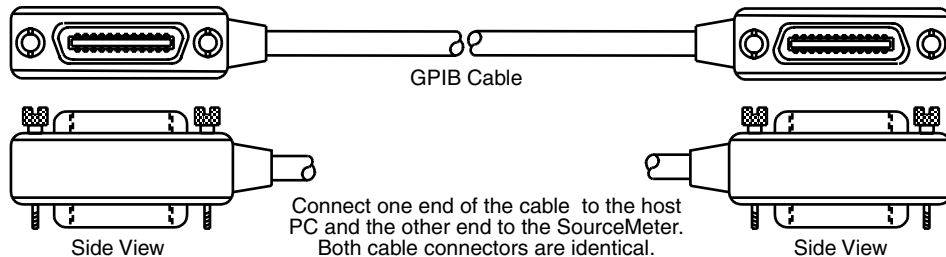 GPIB Cable
Connect one end of the cable to the host
PC and the other end to the SourceMeter.
Both cable connectors are identical.
Side View
Side View